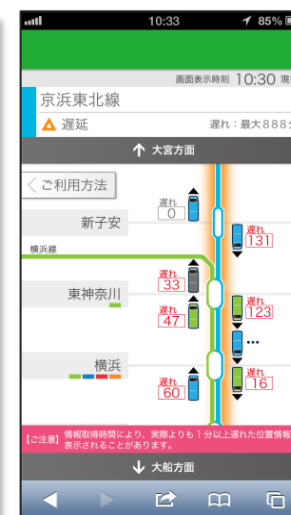 10:33
85%
画面表示時刻 10:30 現
京浜東北線
遅延
遅れ：最大888分
大宮方面
ご利用方法
遅れ
0
新子安
遅れ
131
横浜線
遅れ
33
東神奈川
遅れ
123
遅れ
47
...
横浜
遅れ
16
遅れ
60
【ご注意】情報取得時間により、実際よりも1分以上遅れた位置情報
表示されることがあります。
大船方面